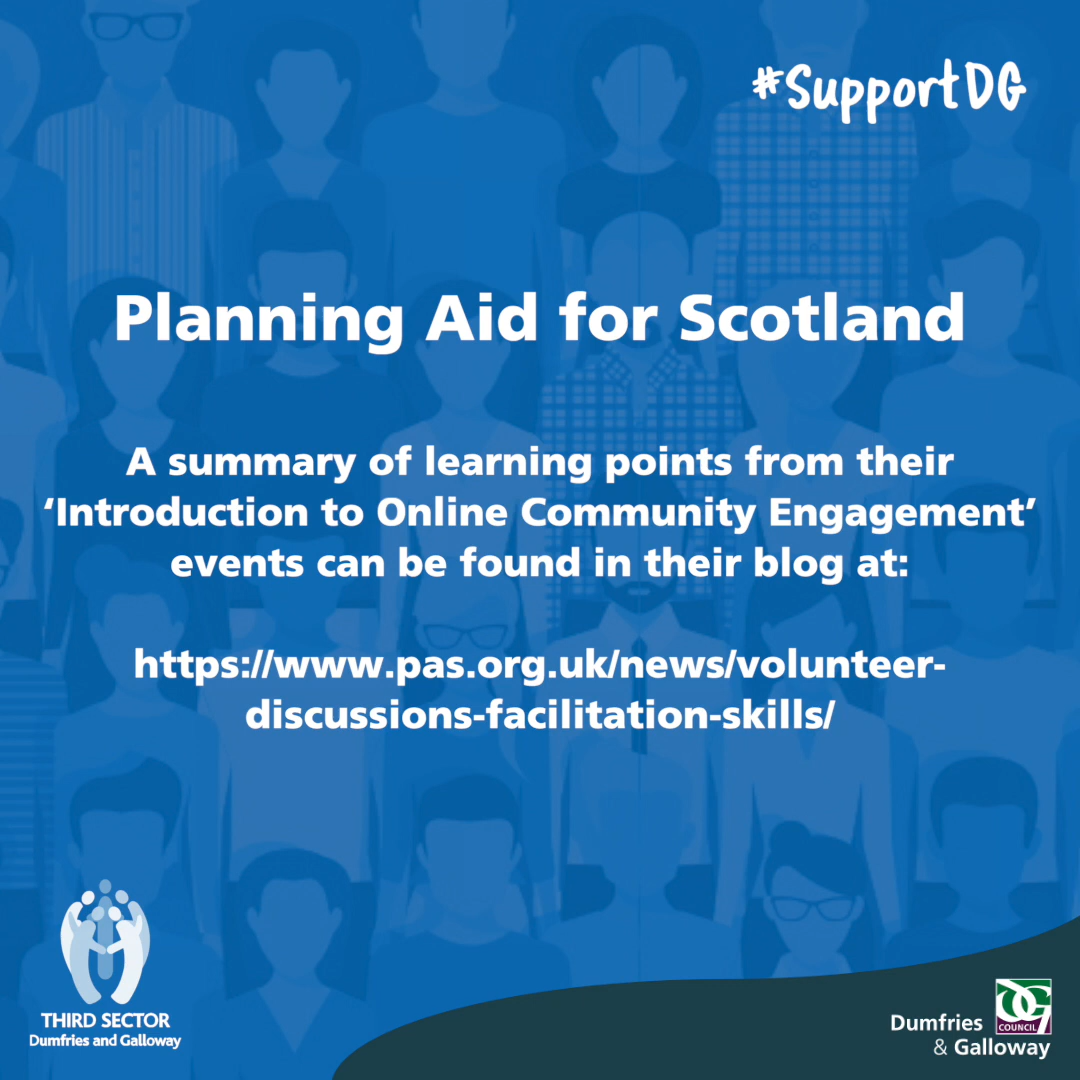 #SupportDG
Planning Aid for Scotland
A summary of learning points from their
‘Introduction to Online Community Engagement’
events can be found in their blog at:
https://www.pas.org.uk/news/volunteer-
discussions-facilitation-skills/
THIRD SECTOR
Dumfries and Galloway
DG
COUNCIL
Dumfries
& Galloway